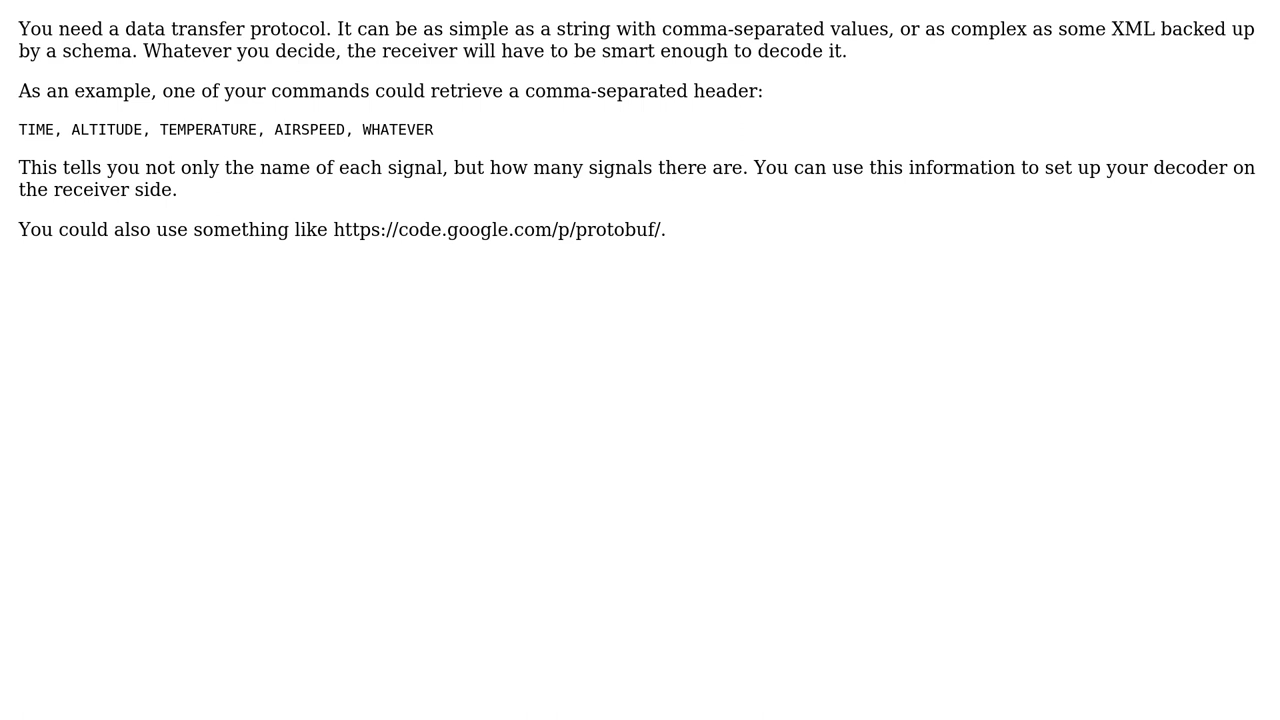 You need a data transfer protocol. It can be as simple as a string with comma-separated values, or as complex as some XML backed up
by a schema. Whatever you decide, the receiver will have to be smart enough to decode it.
As an example, one of your commands could retrieve a comma-separated header:
TIME, ALTITUDE, TEMPERATURE, AIRSPEED, WHATEVER
This tells you not only the name of each signal, but how many signals there are. You can use this information to set up your decoder on
the receiver side.
You could also use something like https://code.google.com/p/protobuf/.